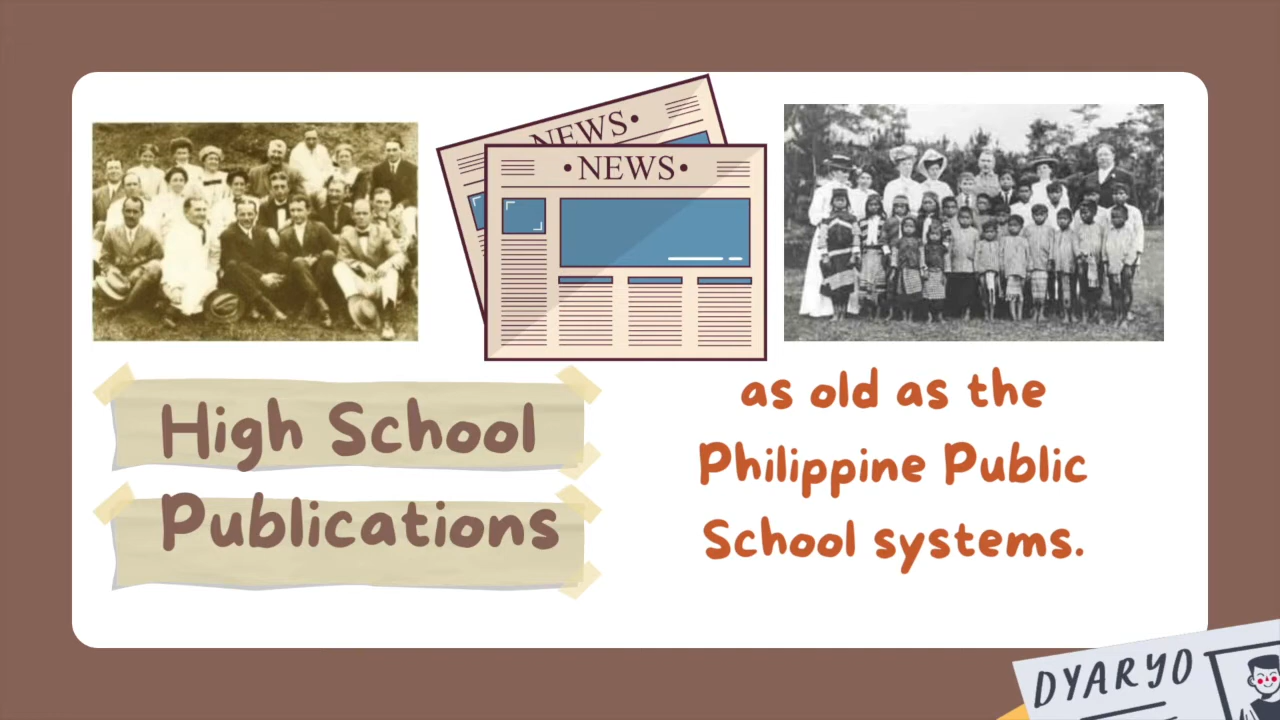 NEWS•
•NEWS•
High School
Publications
as old as the
Philippine Public
School systems.
DYARYO